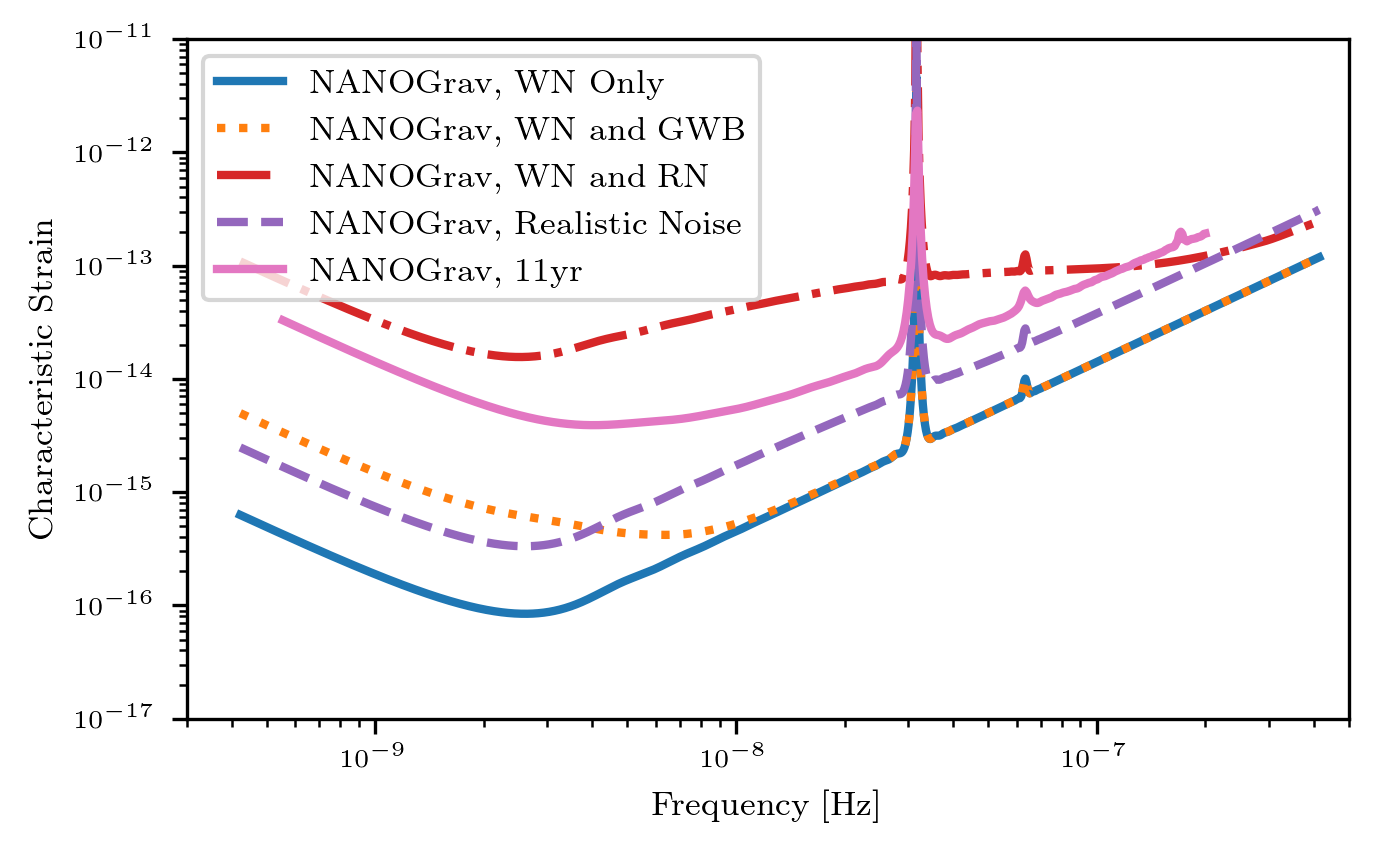 10⁻¹¹
10⁻¹²
10⁻¹³
10⁻¹⁴
10⁻¹⁵
10⁻¹⁶
10⁻¹⁷
Characteristic Strain
NANOGrav, WN Only
NANOGrav, WN and GWB
NANOGrav, WN and RN
NANOGrav, Realistic Noise
NANOGrav, 11yr
10⁻⁹ 10⁻⁸ 10⁻⁷
Frequency [Hz]